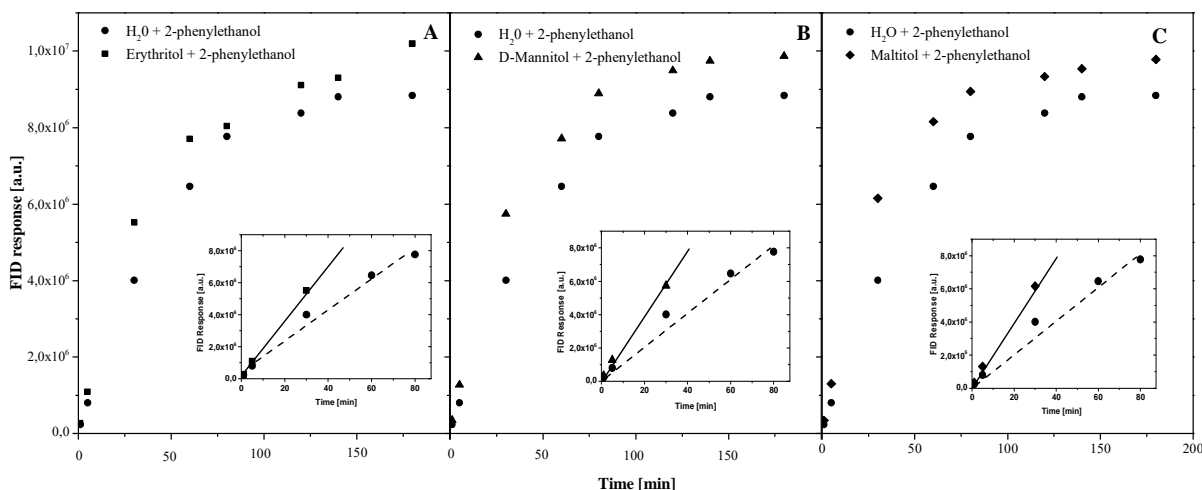 A
H₂0 + 2-phenylethanol
Erythritol + 2-phenylethanol
B
H₂0 + 2-phenylethanol
D-Mannitol + 2-phenylethanol
C
H₂O + 2-phenylethanol
Maltitol + 2-phenylethanol
FID response [a.u.]
1,0x10⁷
8,0x10⁶
6,0x10⁶
4,0x10⁶
2,0x10⁶
0,0
FID Response [a.u.]
8,0x10⁶
6,0x10⁶
4,0x10⁶
2,0x10⁶
0,0
0 20 40 60 80
Time [min]
FID Response [a.u.]
8,0x10⁶
6,0x10⁶
4,0x10⁶
2,0x10⁶
0,0
0 20 40 60 80
Time [min]
FID Response [a.u.]
8,0x10⁶
6,0x10⁶
4,0x10⁶
2,0x10⁶
0,0
0 20 40 60 80
Time [min]
0 50 100 150 0 50 100 150 0 50 100 150 200
Time [min]